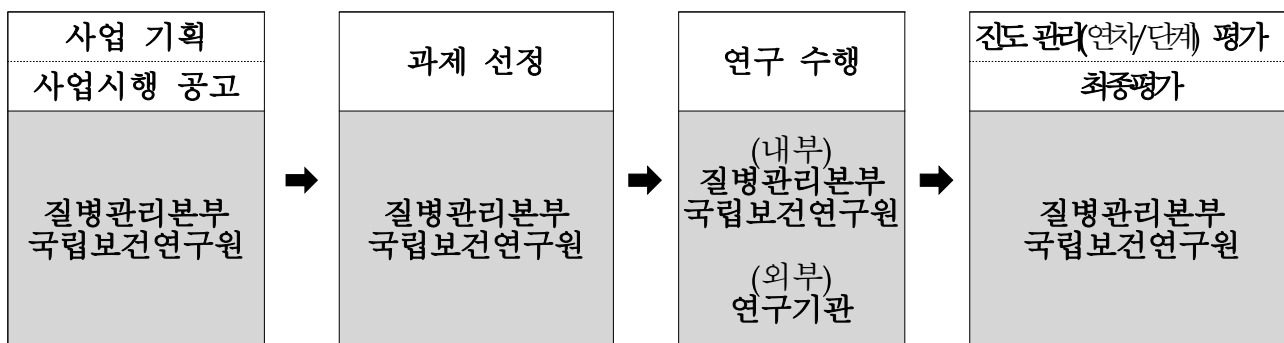 사업 기획
사업시행 공고
질병관리본부
국립보건연구원
과제 선정
질병관리본부
국립보건연구원
연구 수행
(내부)
질병관리본부
국립보건연구원
(외부)
연구기관
진도 관리(연차/단계) 평가
최종평가
질병관리본부
국립보건연구원